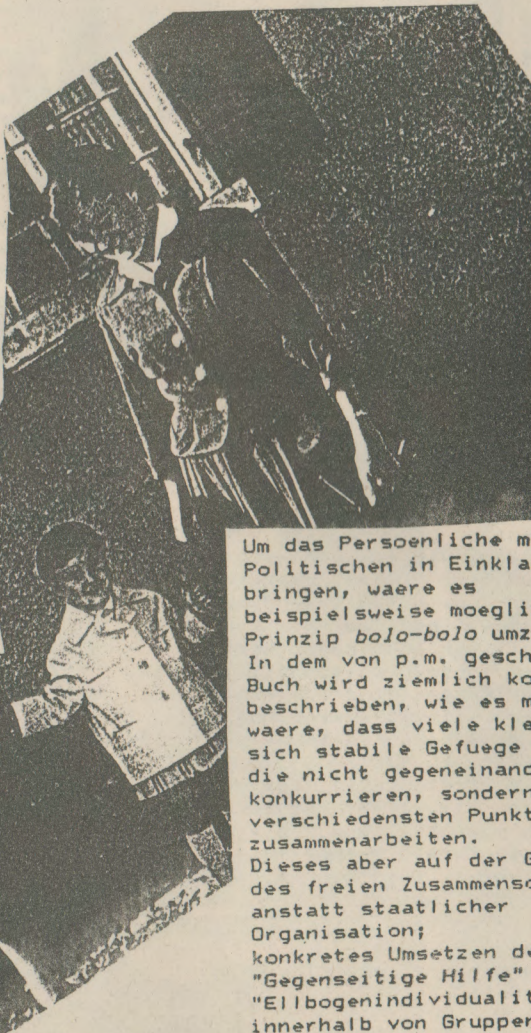 Um das Persoenliche m
Politischen in Einkla
bringen, waere es
beispielsweise moegli
Prinzip bolo-bolo umz
In dem von p.m. gesch
Buch wird ziemlich ko
beschrieben, wie es m
waere, dass viele kle
sich stabile Gefuege
die nicht gegeneinand
konkurrieren, sondern
verschiedensten Punkt
zusammenarbeiten.
Dieses aber auf der G
des freien Zusammensc
anstatt staatlicher
Organisation;
konkretes Umsetzen de
"Gegenseitige Hilfe"
"Ellbogenindividualit
innerhalb von Gruppen